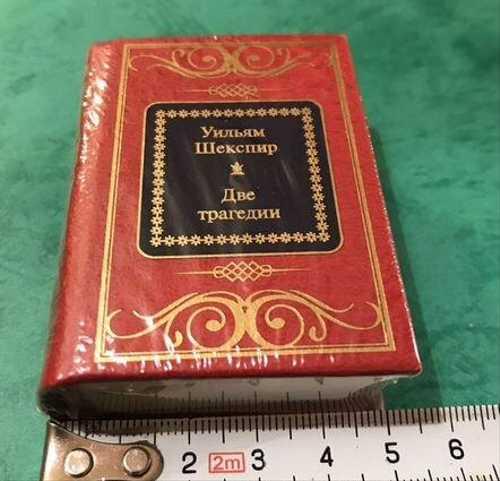 Уильям
Шекспир
Две
трагедии
2 2m 3 4 5 6